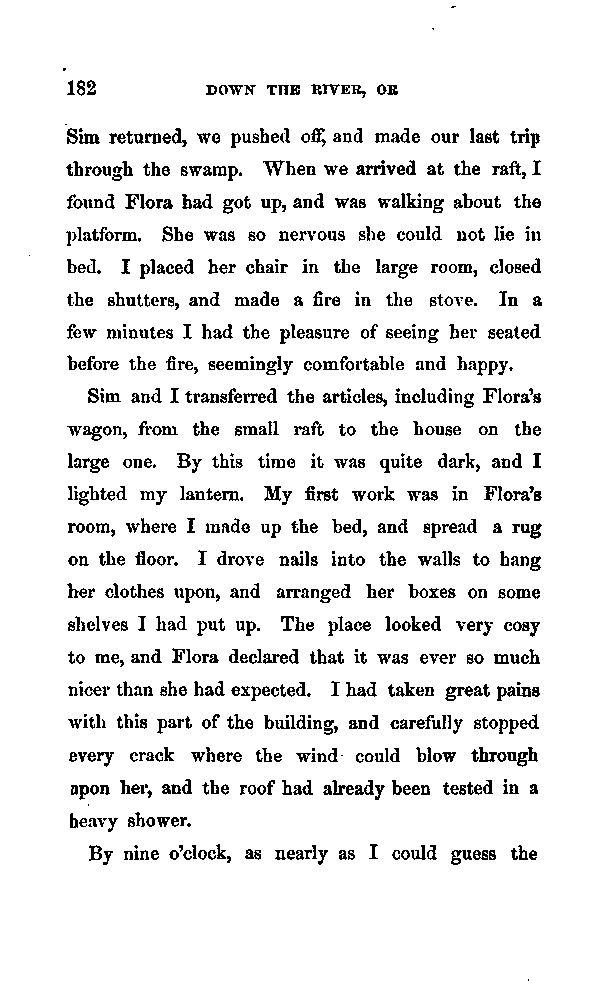 182 DOWN THE RIVER, OR
Sim returned, we pushed off, and made our last trip
through the swamp. When we arrived at the raft, I
found Flora had got up, and was walking about the
platform. She was so nervous she could not lie in
bed. I placed her chair in the large room, closed
the shutters, and made a fire in the stove. In a
few minutes I had the pleasure of seeing her seated
before the fire, seemingly comfortable and happy.
Sim and I transferred the articles, including Flora's
wagon, from the small raft to the house on the
large one. By this time it was quite dark, and I
lighted my lantern. My first work was in Flora's
room, where I made up the bed, and spread a rug
on the floor. I drove nails into the walls to hang
her clothes upon, and arranged her boxes on some
shelves I had put up. The place looked very cosy
to me, and Flora declared that it was ever so much
nicer than she had expected. I had taken great pains
with this part of the building, and carefully stopped
every crack where the wind could blow through
upon her, and the roof had already been tested in a
heavy shower.
By nine o'clock, as nearly as I could guess the